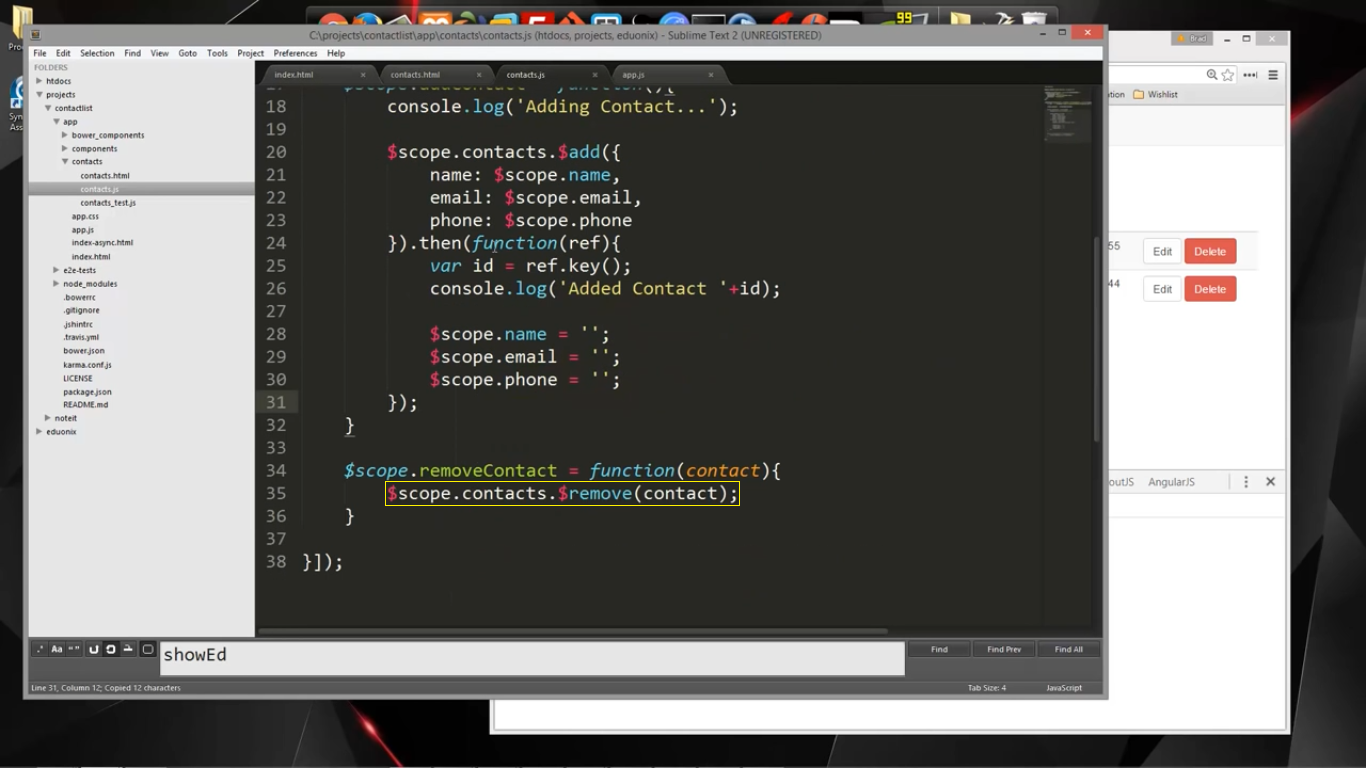 99
C:\projects\contactlist\app\contacts\contacts.js (htdocs, projects, eduonix) - Sublime Text 2 (UNREGISTERED)
Brad
File Edit Selection Find View Goto Tools Project Preferences Help
FOLDERS
htdocs
projects
contactlist
app
bower_components
components
contacts
contacts.html
contacts.js
contacts_test.js
app.css
app.js
index-async.html
index.html
e2e-tests
node_modules
.bowerrc
.gitignore
.jshintrc
.travis.yml
bower.json
karma.conf.js
LICENSE
package.json
README.md
noteit
eduonix
index.html contacts.html contacts.js app.js
18 console.log('Adding Contact...');
19
20 $scope.contacts.$add({
21 name: $scope.name,
22 email: $scope.email,
23 phone: $scope.phone
24 }).then(function(ref){
25 var id = ref.key();
26 console.log('Added Contact '+id);
27
28 $scope.name = '';
29 $scope.email = '';
30 $scope.phone = '';
31 });
32 }
33
34 $scope.removeContact = function(contact){
35 $scope.contacts.$remove(contact);
36 }
37
38 }]);
Wishlist
55 Edit Delete
44 Edit Delete
outJS AngularJS
showEd
Find Find Prev Find All
Line 31, Column 12; Copied 12 characters
Tab Size: 4 JavaScript